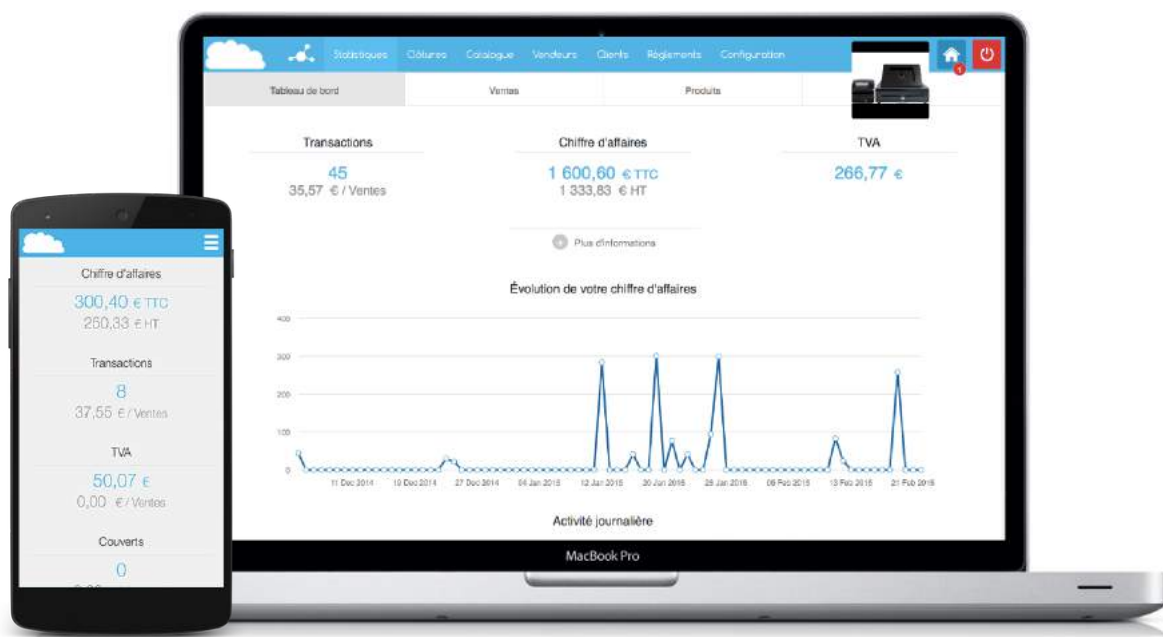 Statistiques Clôtures Catalogue Vendeurs Clients Règlements Configuration
1
Tableau de bord Ventes Produits
Transactions Chiffre d'affaires TVA
45 1 600,60 € TTC 266,77 €
35,57 € / Ventes 1 333,83 € HT
Plus d'informations
Évolution de votre chiffre d'affaires
400
300
200
100
0
11 Dec 2014 19 Dec 2014 27 Dec 2014 04 Jan 2015 12 Jan 2015 20 Jan 2015 28 Jan 2015 05 Feb 2015 13 Feb 2015 21 Feb 2015
Activité journalière
MacBook Pro
Chiffre d'affaires
300,40 € TTC
250,33 € HT
Transactions
8
37,55 € / Ventes
TVA
50,07 €
0,00 € / Ventes
Couverts
0